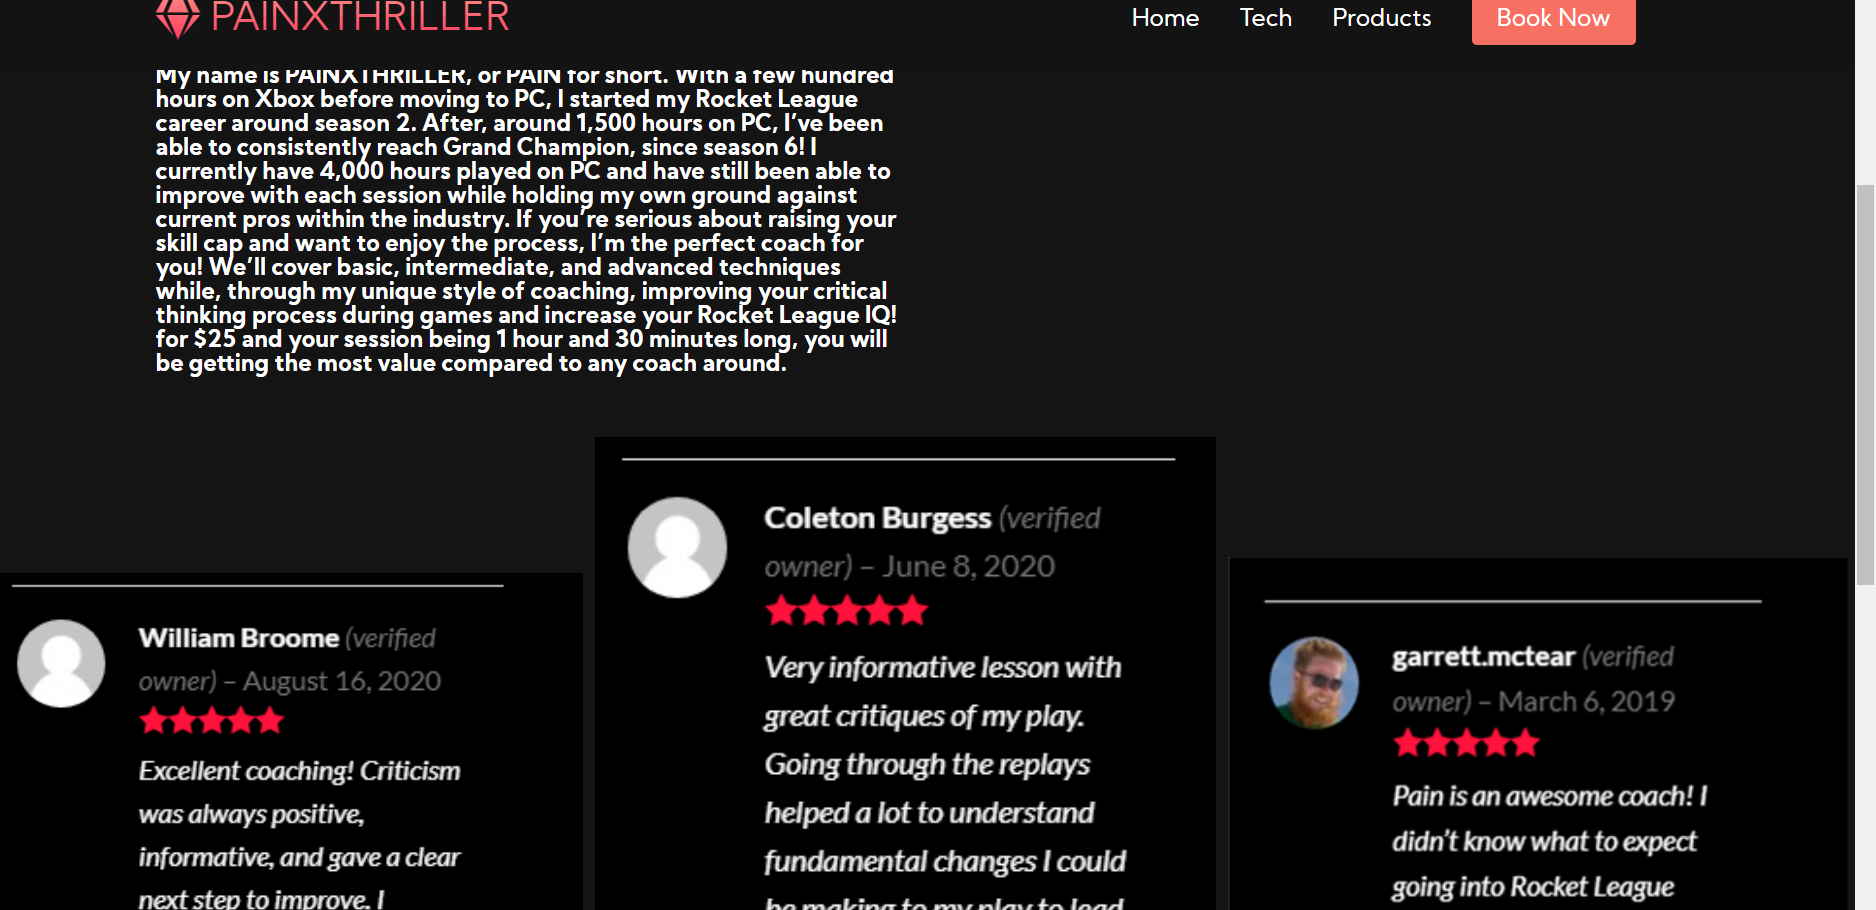 PAINXTHRILLER
Home Tech Products Book Now
My name is PAINXTHRILLER, or PAIN for short. With a few hundred
hours on Xbox before moving to PC, I started my Rocket League
career around season 2. After, around 1,500 hours on PC, I’ve been
able to consistently reach Grand Champion, since season 6! I
currently have 4,000 hours played on PC and have still been able to
improve with each session while holding my own ground against
current pros within the industry. If you’re serious about raising your
skill cap and want to enjoy the process, I’m the perfect coach for
you! We’ll cover basic, intermediate, and advanced techniques
while, through my unique style of coaching, improving your critical
thinking process during games and increase your Rocket League IQ!
for $25 and your session being 1 hour and 30 minutes long, you will
be getting the most value compared to any coach around.
William Broome (verified
owner) – August 16, 2020
Excellent coaching! Criticism
was always positive,
informative, and gave a clear
next step to improve. I
Coleton Burgess (verified
owner) – June 8, 2020
Very informative lesson with
great critiques of my play.
Going through the replays
helped a lot to understand
fundamental changes I could
be making to my play to lead
garrett.mctear (verified
owner) – March 6, 2019
Pain is an awesome coach! I
didn’t know what to expect
going into Rocket League